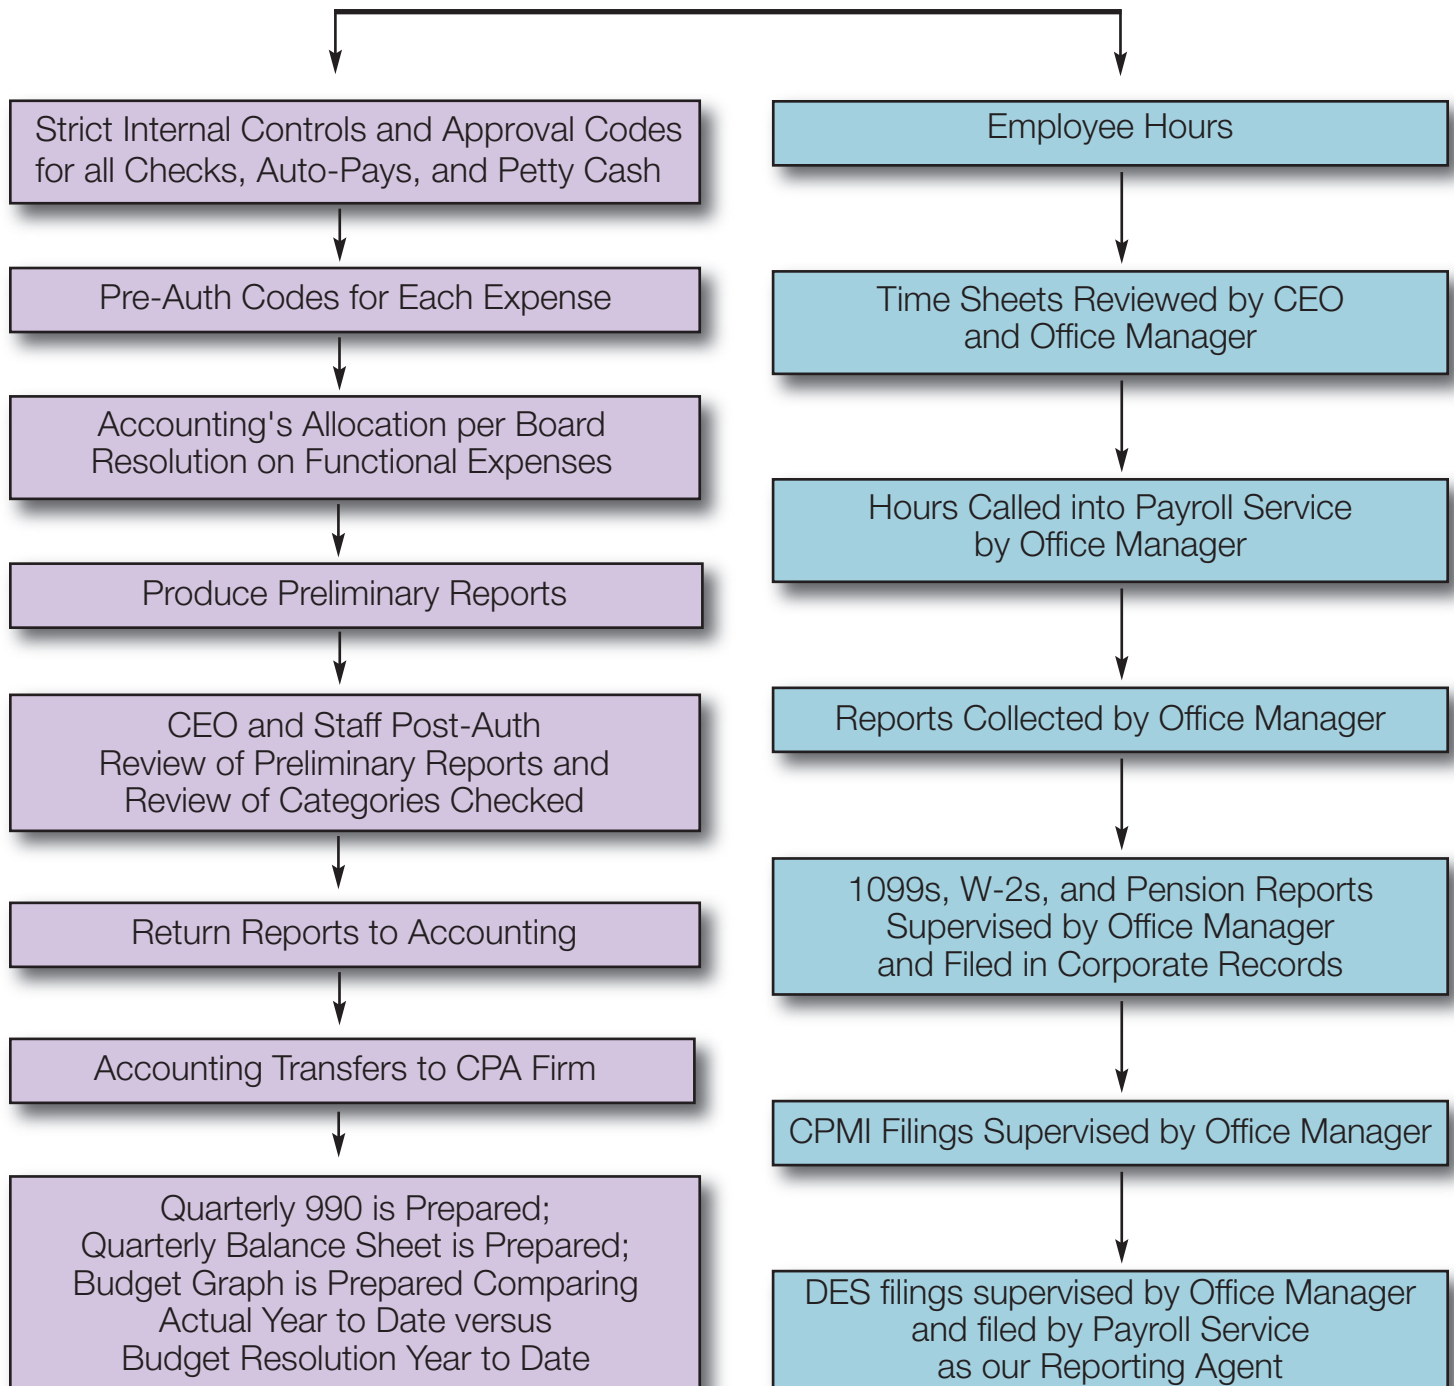 Strict Internal Controls and Approval Codes
for all Checks, Auto-Pays, and Petty Cash
Pre-Auth Codes for Each Expense
Accounting's Allocation per Board
Resolution on Functional Expenses
Produce Preliminary Reports
CEO and Staff Post-Auth
Review of Preliminary Reports and
Review of Categories Checked
Return Reports to Accounting
Accounting Transfers to CPA Firm
Quarterly 990 is Prepared;
Quarterly Balance Sheet is Prepared;
Budget Graph is Prepared Comparing
Actual Year to Date versus
Budget Resolution Year to Date
Employee Hours
Time Sheets Reviewed by CEO
and Office Manager
Hours Called into Payroll Service
by Office Manager
Reports Collected by Office Manager
1099s, W-2s, and Pension Reports
Supervised by Office Manager
and Filed in Corporate Records
CPMI Filings Supervised by Office Manager
DES filings supervised by Office Manager
and filed by Payroll Service
as our Reporting Agent